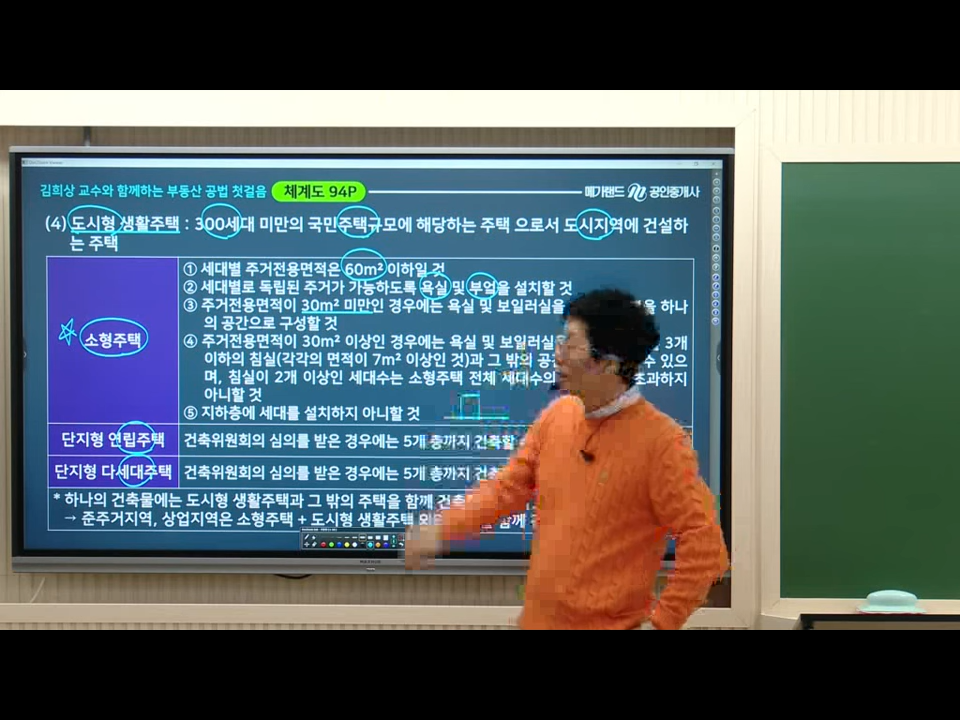 김희상 교수와 함께하는 부동산 공법 첫걸음 체계도 94P 메가랜드 공인중개사
(4) 도시형 생활주택 : 300세대 미만의 국민주택규모에 해당하는 주택 으로서 도시지역에 건설하
는 주택
소형주택
① 세대별 주거전용면적은 60m² 이하일 것
② 세대별로 독립된 주거가 가능하도록 욕실 및 부엌을 설치할 것
③ 주거전용면적이 30m² 미만인 경우에는 욕실 및 보일러실을 하나
의 공간으로 구성할 것
④ 주거전용면적이 30m² 이상인 경우에는 욕실 및 보일러실을 3개
이하의 침실(각각의 면적이 7m² 이상인 것)과 그 밖의 수 있으
며, 침실이 2개 이상인 세대수는 소형주택 전체 세대수의 초과하지
아니할 것
⑤ 지하층에 세대를 설치하지 아니할 것
단지형 연립주택 건축위원회의 심의를 받은 경우에는 5개 층까지
단지형 다세대주택 건축위원회의 심의를 받은 경우에는 5개 층까지
* 하나의 건축물에는 도시형 생활주택과 그 밖의 주택을 함께
→ 준주거지역, 상업지역은 소형주택 + 도시형 생활주택 함께